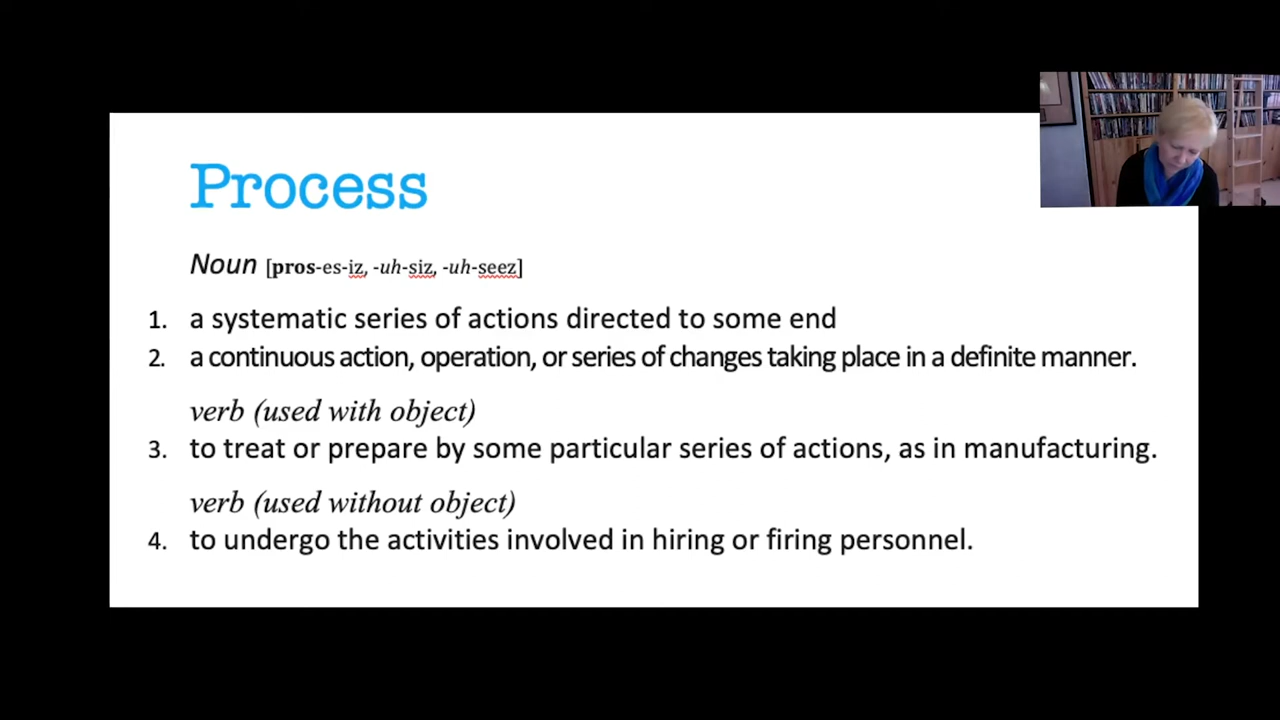 Process
Noun [pros-es-iz, -uh-siz, -uh-seez]
1. a systematic series of actions directed to some end
2. a continuous action, operation, or series of changes taking place in a definite manner.
verb (used with object)
3. to treat or prepare by some particular series of actions, as in manufacturing.
verb (used without object)
4. to undergo the activities involved in hiring or firing personnel.